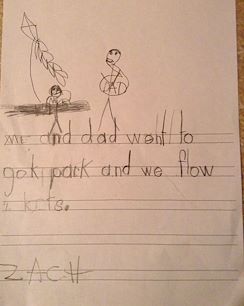 me and dad went to
gok park and we flow
2 kits.
ZACH